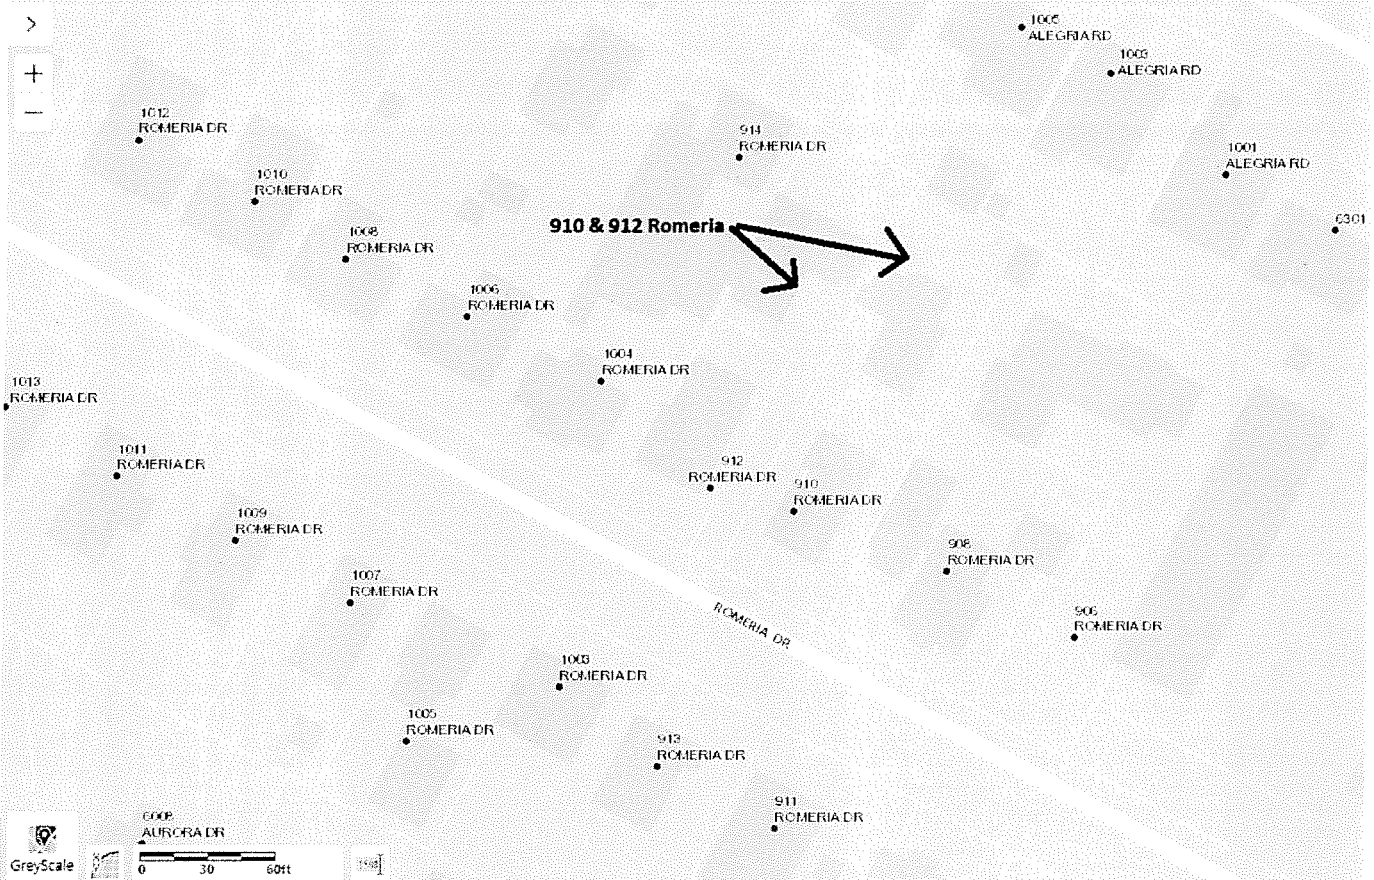 1005
ALEGRIA RD
1003
ALEGRIA RD
1012
ROMERIA DR
914
ROMERIA DR
1001
ALEGRIA RD
1010
ROMERIA DR
6301
910 & 912 Romeria
1008
ROMERIA DR
1006
ROMERIA DR
1004
ROMERIA DR
1013
ROMERIA DR
1011
ROMERIA DR
912
ROMERIA DR
910
ROMERIA DR
1009
ROMERIA DR
908
ROMERIA DR
1007
ROMERIA DR
ROMERIA DR
906
ROMERIA DR
1003
ROMERIA DR
1005
ROMERIA DR
913
ROMERIA DR
911
ROMERIA DR
6008
AURORA DR
GreyScale
0 30 60ft